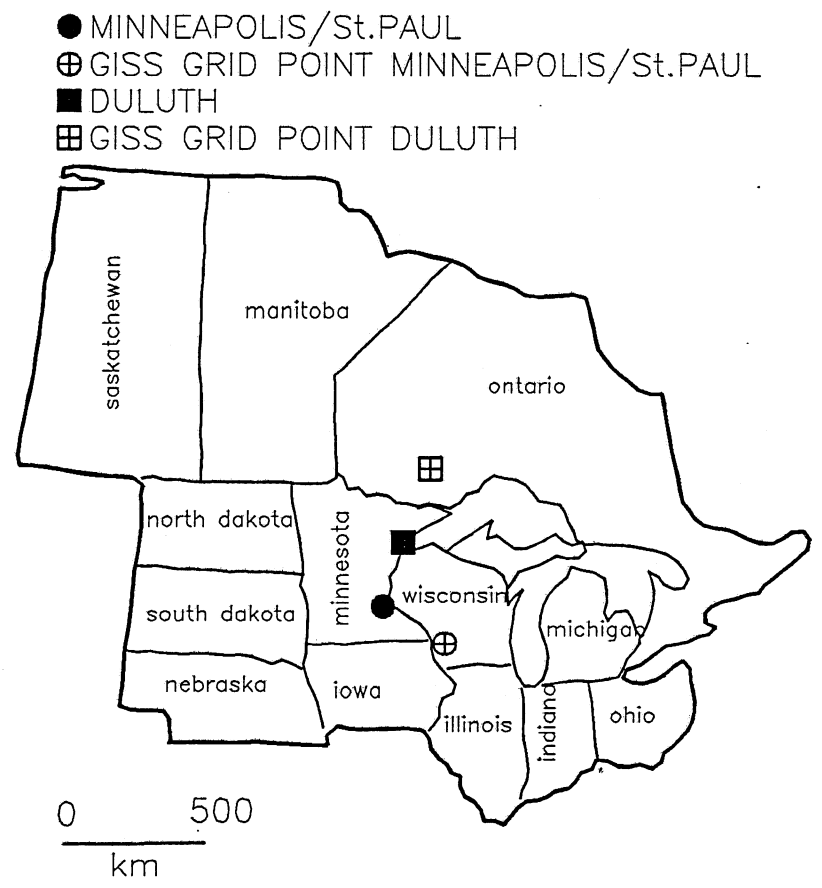 MINNEAPOLIS/St.PAUL
GISS GRID POINT MINNEAPOLIS/St.PAUL
DULUTH
GISS GRID POINT DULUTH
saskatchewan
manitoba
ontario
north dakota
minnesota
wisconsin
south dakota
michigan
nebraska
iowa
illinois
indiana
ohio
0 500
km